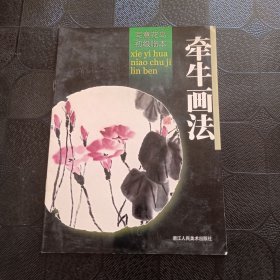 写意花鸟
初级临本
xie yi hua
niao chu ji
lin ben
牵牛画法
浙江人民美术出版社